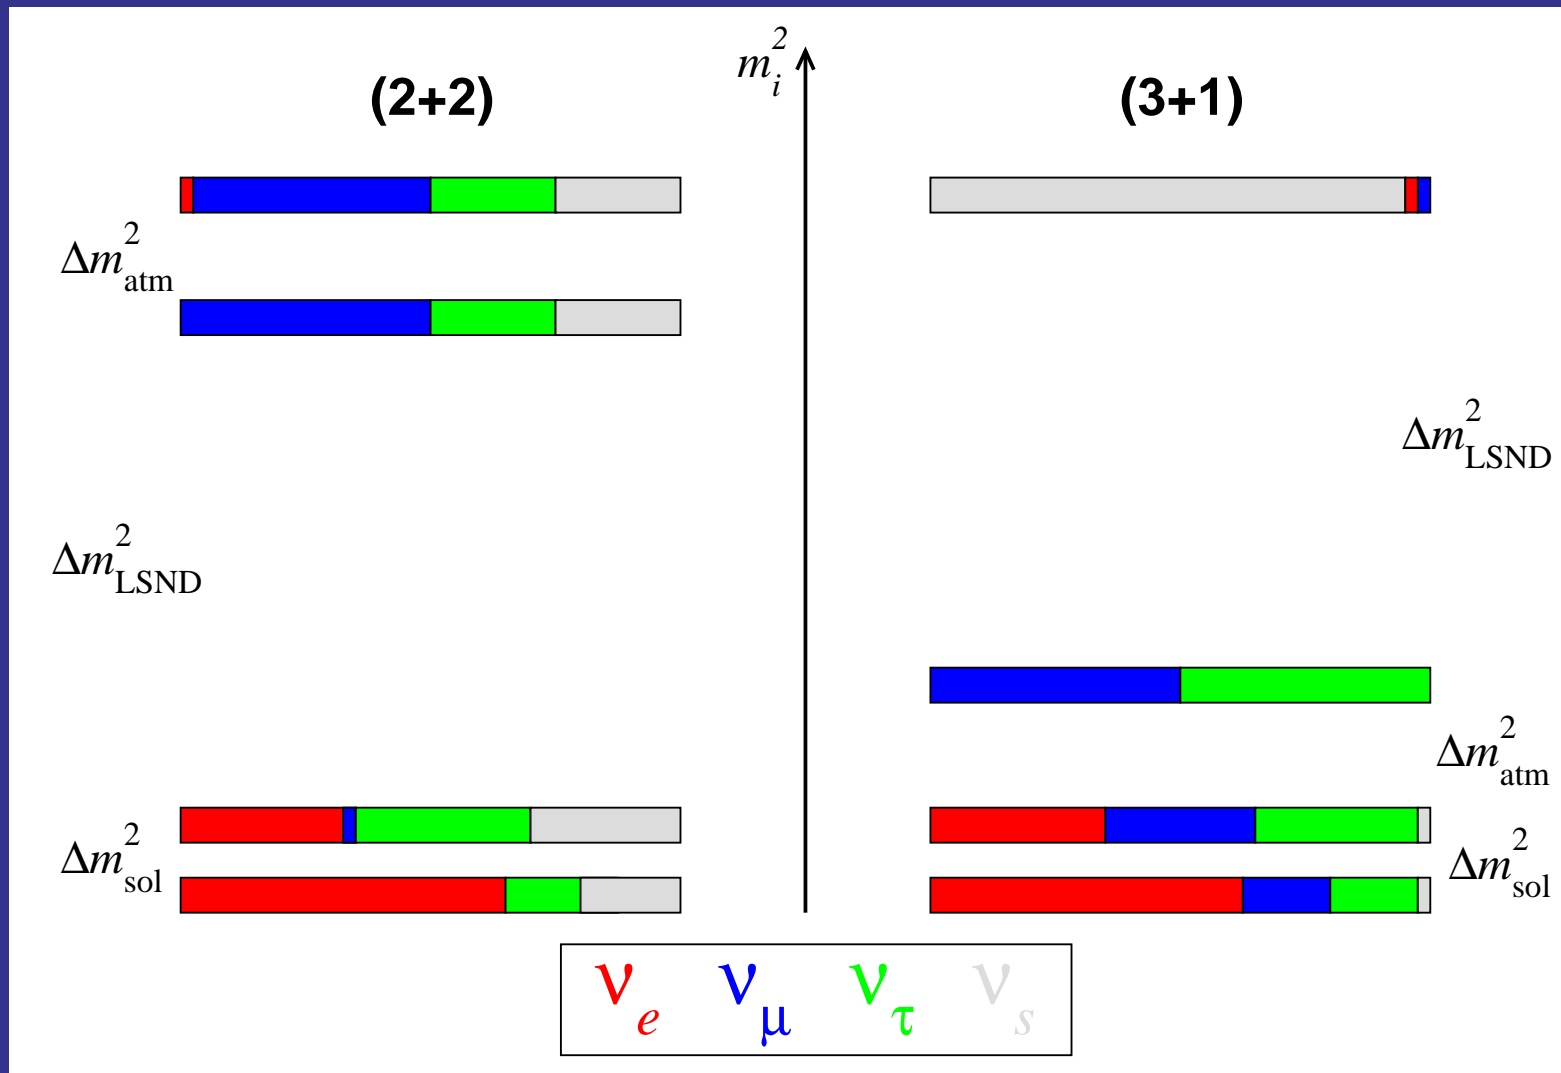 (2+2)
m_i^2
(3+1)
Δm^2_atm
Δm^2_LSND
Δm^2_LSND
Δm^2_atm
Δm^2_sol
Δm^2_sol
ν_e ν_μ ν_τ ν_s